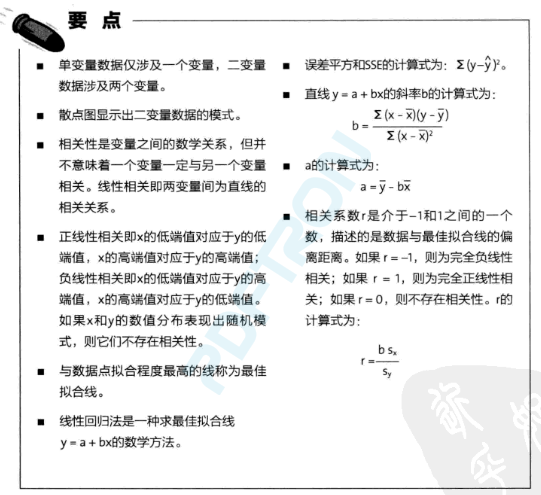 要 点
■ 单变量数据仅涉及一个变量，二变量
数据涉及两个变量。
■ 散点图显示出二变量数据的模式。
■ 相关性是变量之间的数学关系，但并
不意味着一个变量一定与另一个变量
相关。线性相关即两变量间为直线的
相关关系。
■ 正线性相关即x的低端值对应于y的低
端值，x的高端值对应于y的高端值；
负线性相关即x的低端值对应于y的高
端值，x的高端值对应于y的低端值。
如果x和y的数值分布表现出随机模
式，则它们不存在相关性。
■ 与数据点拟合程度最高的线称为最佳
拟合线。
■ 线性回归法是一种求最佳拟合线
y = a + bx的数学方法。
■ 误差平方和SSE的计算式为：Σ (y–ŷ)²。
■ 直线 y = a + bx的斜率b的计算式为：
b = Σ (x – x̄)(y – ȳ) / Σ (x – x̄)²
■ a的计算式为：
a = ȳ – bx̄
■ 相关系数r是介于–1和1之间的一个
数，描述的是数据与最佳拟合线的偏
离距离。如果 r = –1，则为完全负线性
相关；如果 r = 1，则为完全正线性相
关；如果 r = 0，则不存在相关性。r的
计算式为：
r = b sₓ / sᵧ
PDF-TRON